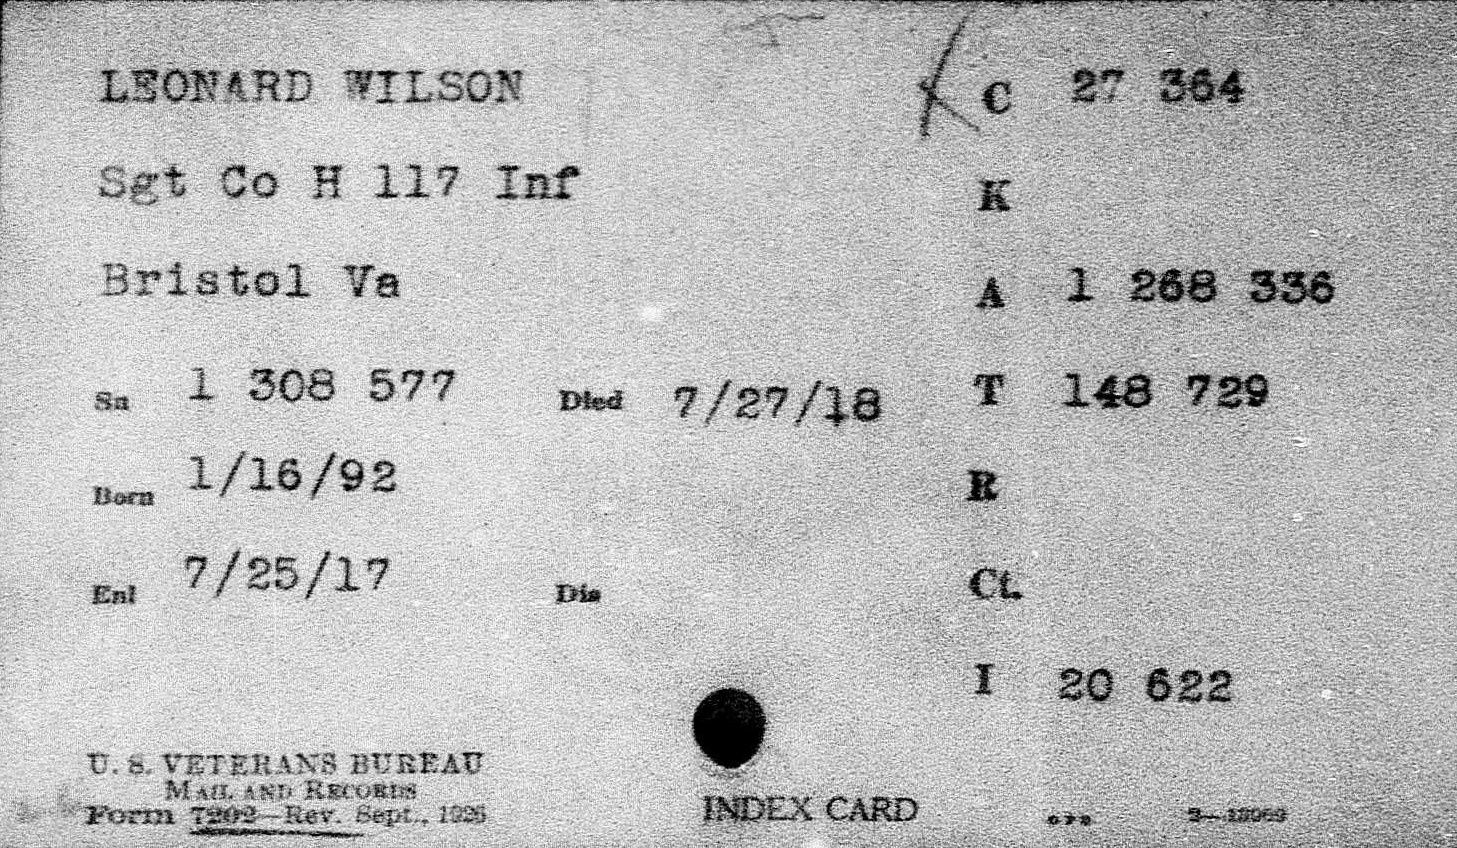 LEONARD WILSON C 27 364
Sgt Co H 117 Inf K
Bristol Va A 1 268 336
Sn 1 308 577 Died 7/27/18 T 148 729
Born 1/16/92 R
Enl 7/25/17 Dis Ct.
I 20 622
U. S. VETERANS BUREAU
MAIL AND RECORDS
Form 7202—Rev. Sept., 1926 INDEX CARD